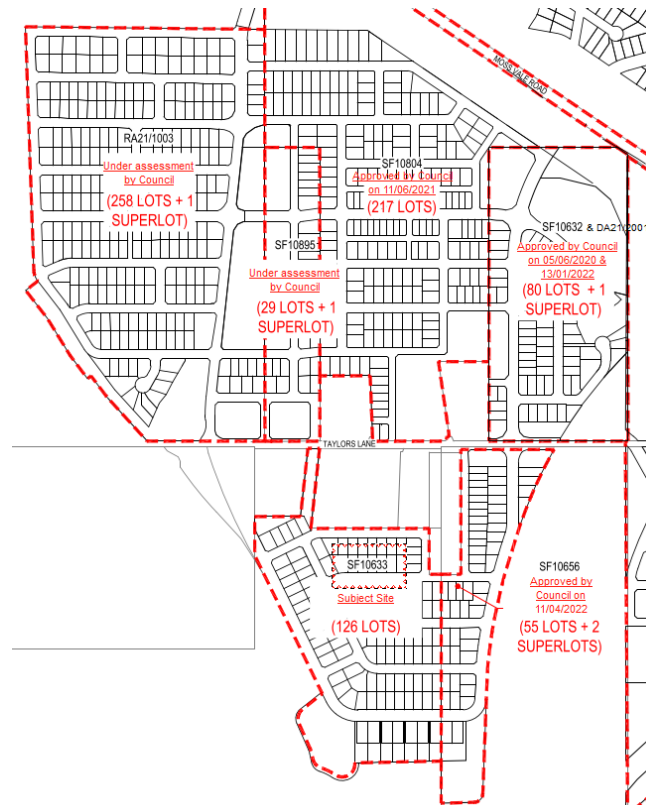 MOSS VALE ROAD
RA21/1003
Under assessment
by Council
(258 LOTS + 1
SUPERLOT)
SF10804
Approved by Council
on 11/06/2021
(217 LOTS)
SF10895
Under assessment
by Council
(29 LOTS + 1
SUPERLOT)
SF10632 & DA21/2001
Approved by Council
on 05/06/2020 &
13/01/2022
(80 LOTS + 1
SUPERLOT)
TAYLORS LANE
SF10633
Subject Site
(126 LOTS)
SF10656
Approved by
Council on
11/04/2022
(55 LOTS + 2
SUPERLOTS)